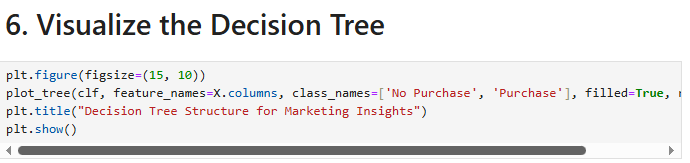 6. Visualize the Decision Tree
plt.figure(figsize=(15, 10))
plot_tree(clf, feature_names=X.columns, class_names=['No Purchase', 'Purchase'], filled=True,
plt.title("Decision Tree Structure for Marketing Insights")
plt.show()